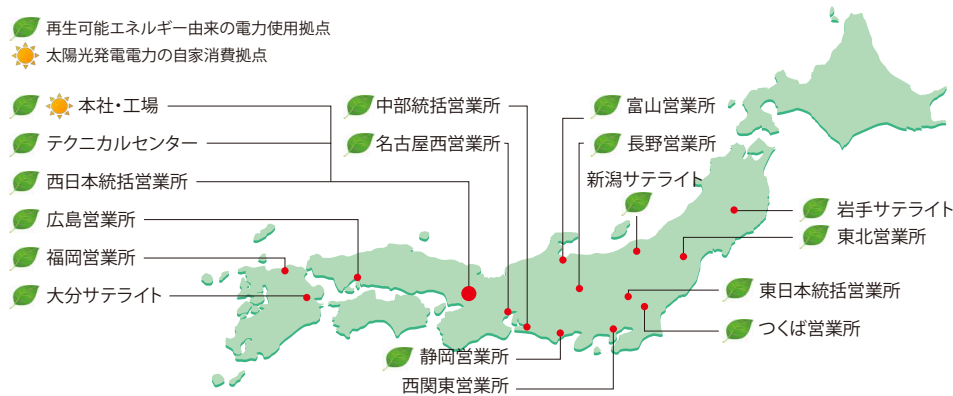 再生可能エネルギー由来の電力使用拠点
太陽光発電電力の自家消費拠点
本社・工場
テクニカルセンター
西日本統括営業所
広島営業所
福岡営業所
大分サテライト
中部統括営業所
名古屋西営業所
富山営業所
長野営業所
新潟サテライト
岩手サテライト
東北営業所
東日本統括営業所
つくば営業所
静岡営業所
西関東営業所